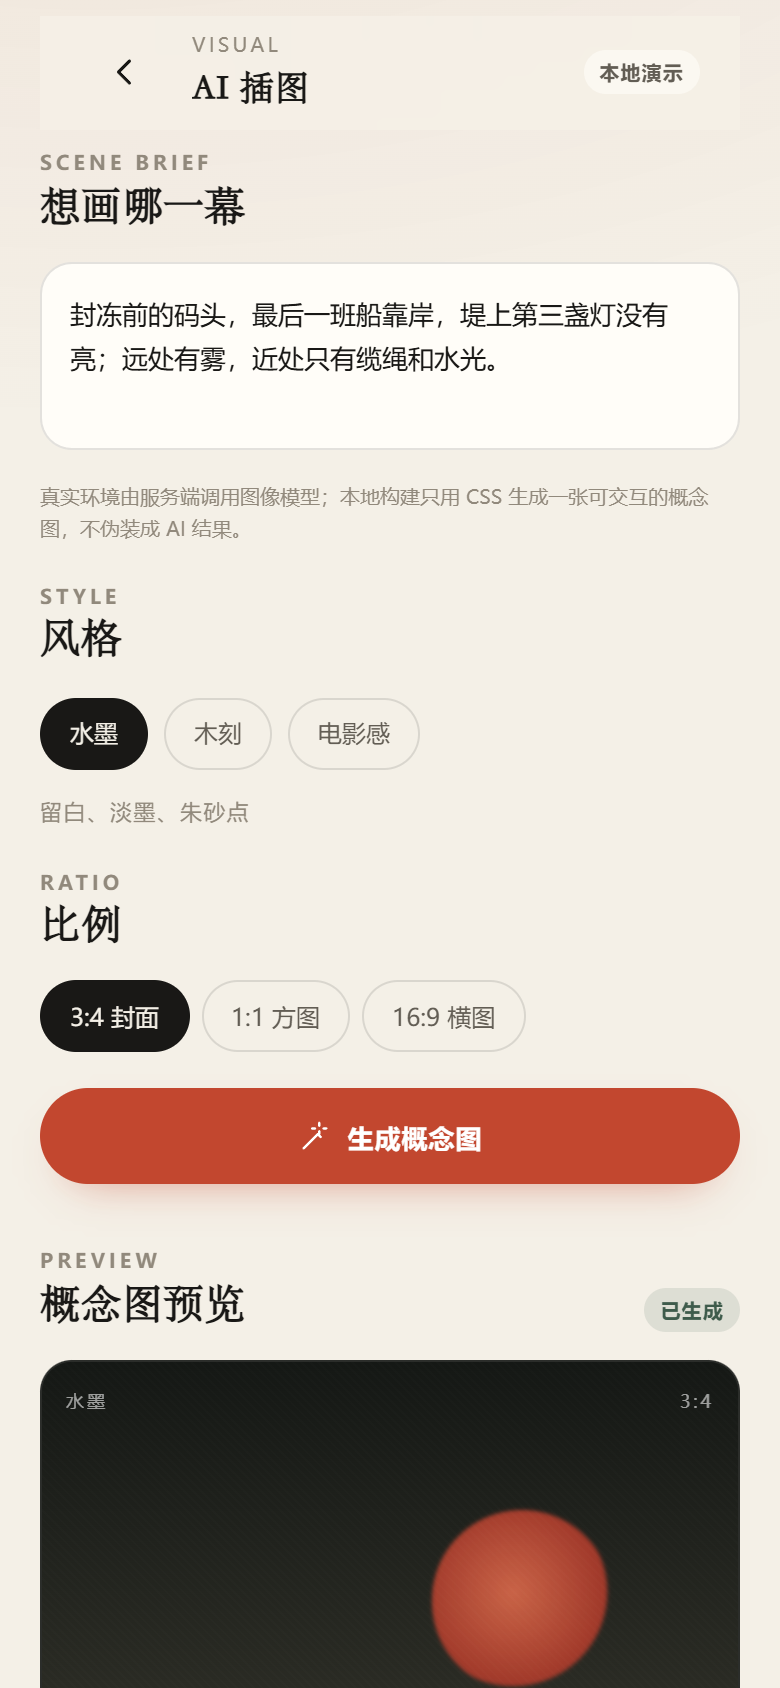 VISUAL
AI 插图
本地演示
SCENE BRIEF
想画哪一幕
封冻前的码头，最后一班船靠岸，堤上第三盏灯没有
亮；远处有雾，近处只有缆绳和水光。
真实环境由服务端调用图像模型；本地构建只用 CSS 生成一张可交互的概念
图，不伪装成 AI 结果。
STYLE
风格
水墨
木刻
电影感
留白、淡墨、朱砂点
RATIO
比例
3:4 封面
1:1 方图
16:9 横图
生成概念图
PREVIEW
概念图预览
已生成
水墨
3:4